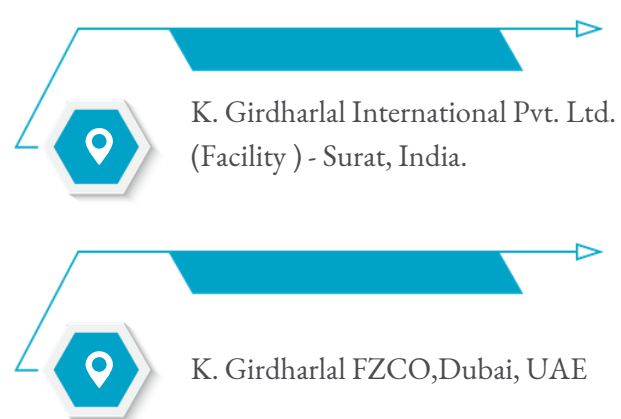 K. Girdharlal International Pvt. Ltd.
(Facility ) - Surat, India.
K. Girdharlal FZCO,Dubai, UAE